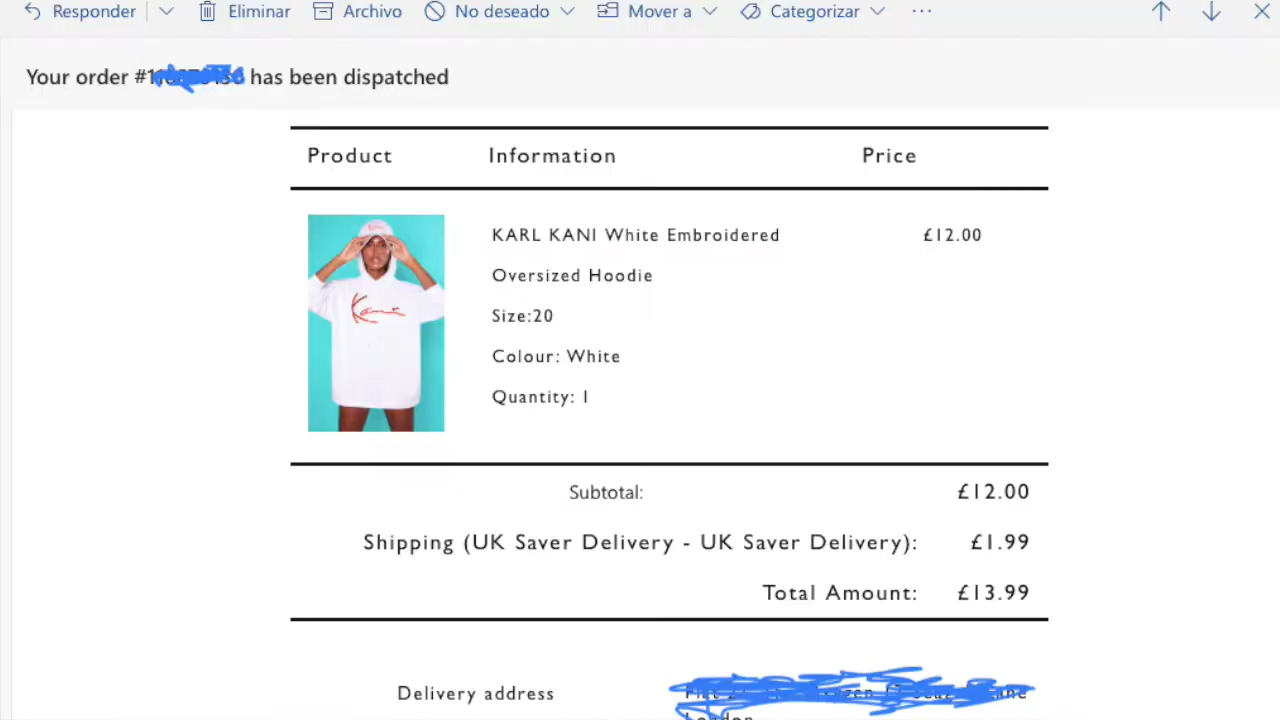 Responder Eliminar Archivo No deseado Mover a Categorizar ...
Your order # has been dispatched
Product Information Price
KARL KANI White Embroidered £12.00
Oversized Hoodie
Size:20
Colour: White
Quantity: 1
Kani
Subtotal: £12.00
Shipping (UK Saver Delivery - UK Saver Delivery): £1.99
Total Amount: £13.99
Delivery address
London